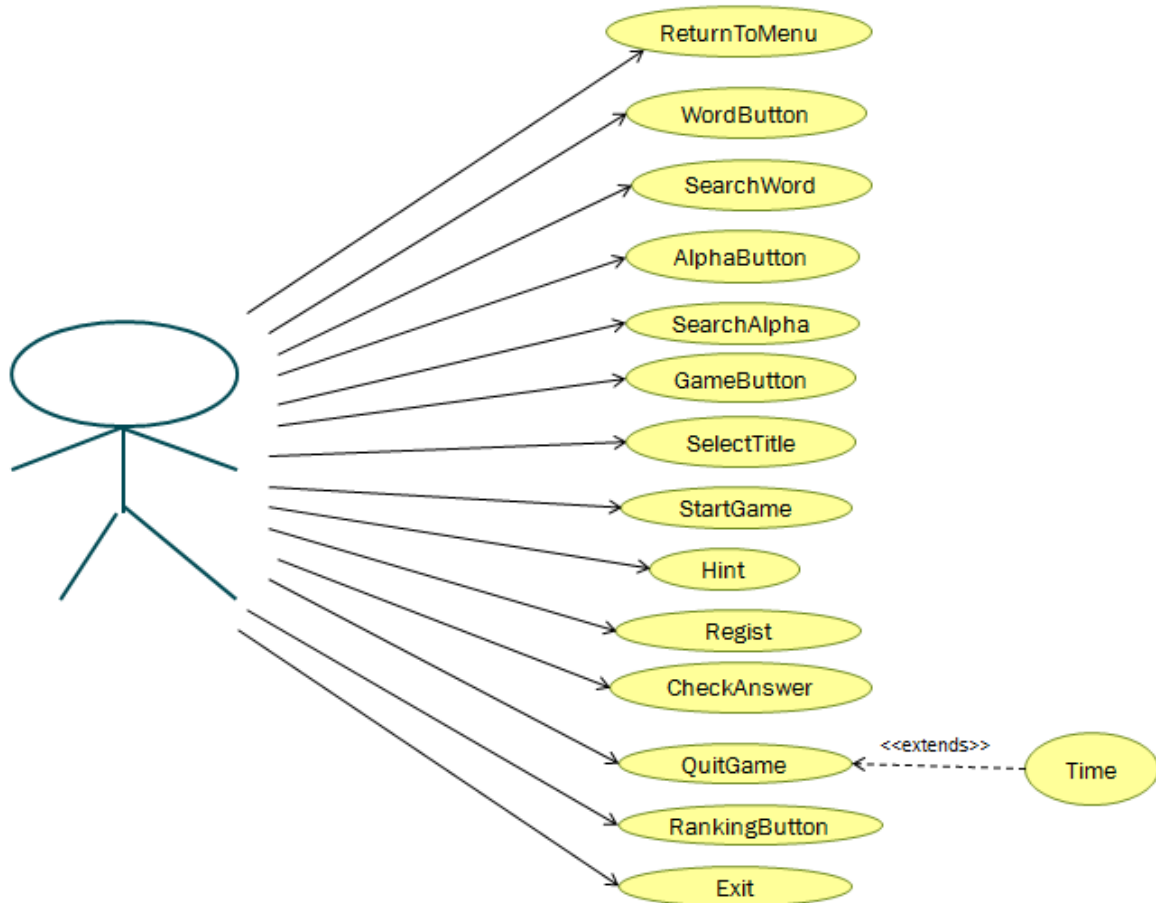 ReturnToMenu
WordButton
SearchWord
AlphaButton
SearchAlpha
GameButton
SelectTitle
StartGame
Hint
Regist
CheckAnswer
<<extends>>
QuitGame
Time
RankingButton
Exit